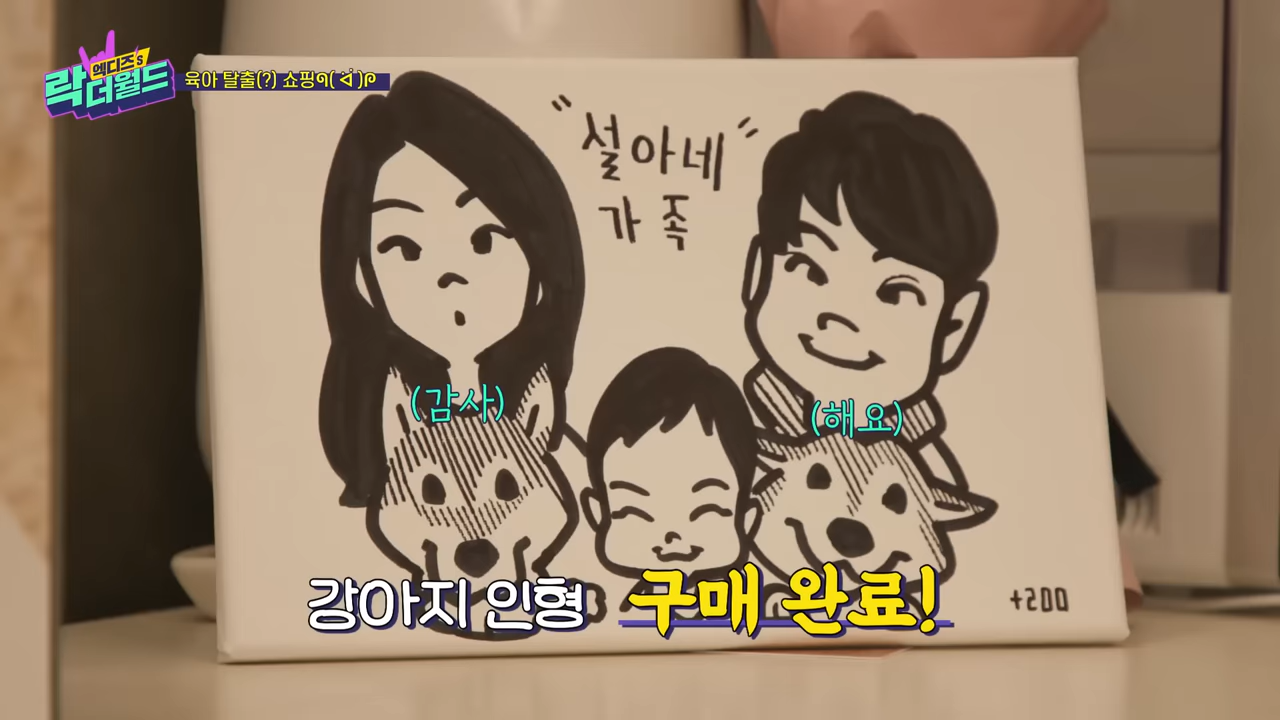 엑디즈's
락더월드
육아 탈출(?) 쇼핑٩( ᐛ )و
"설아네"
가족
(감사)
(해요)
강아지 인형 구매 완료!
+200